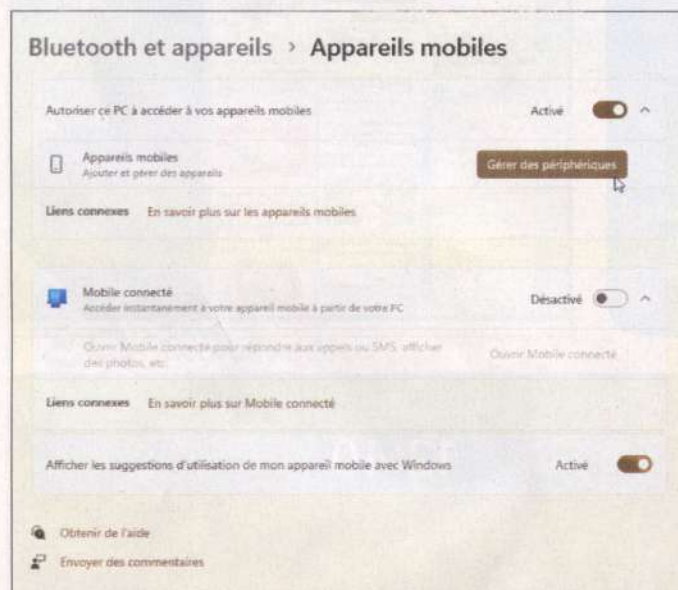 Bluetooth et appareils > Appareils mobiles
Autoriser ce PC à accéder à vos appareils mobiles
Activé
Appareils mobiles
Ajouter et gérer des appareils
Gérer des périphériques
Liens connexes En savoir plus sur les appareils mobiles
Mobile connecté
Accéder instantanément à votre appareil mobile à partir de votre PC
Désactivé
Ouvrir Mobile connecté pour répondre aux appels ou SMS, afficher
des photos, etc.
Ouvrir Mobile connecté
Liens connexes En savoir plus sur Mobile connecté
Afficher les suggestions d'utilisation de mon appareil mobile avec Windows
Activé
Obtenir de l'aide
Envoyer des commentaires